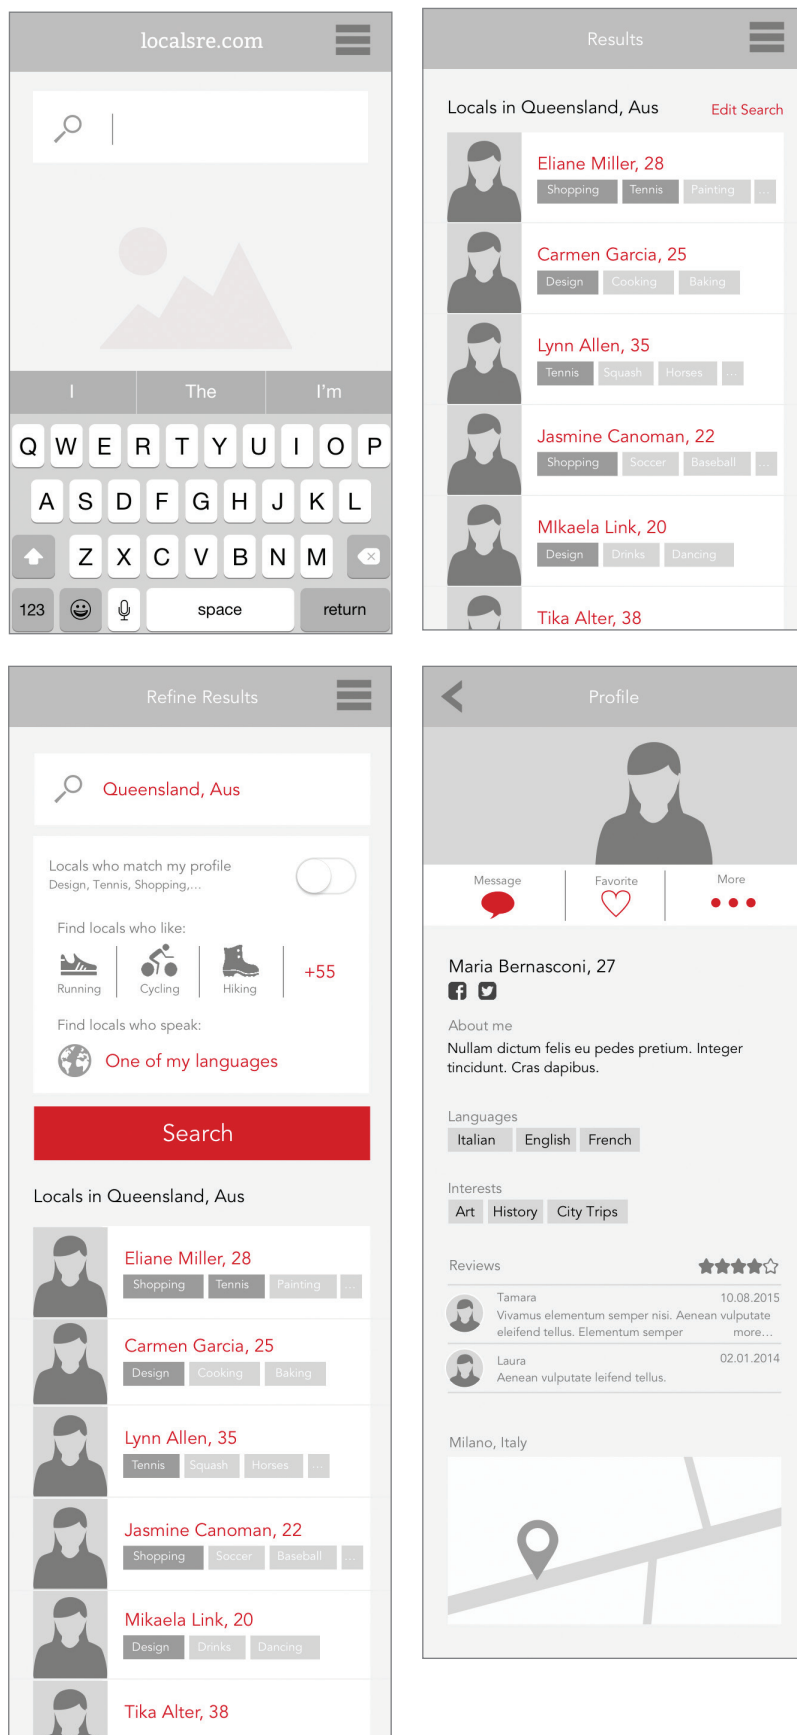 localsre.com
I The I'm
Q W E R T Y U I O P
A S D F G H J K L
Z X C V B N M
123 space return
Results
Locals in Queensland, Aus Edit Search
Eliane Miller, 28
Shopping Tennis Painting ...
Carmen Garcia, 25
Design Cooking Baking
Lynn Allen, 35
Tennis Squash Horses ...
Jasmine Canoman, 22
Shopping Soccer Baseball ...
MIkaela Link, 20
Design Drinks Dancing
Tika Alter, 38
Refine Results
Queensland, Aus
Locals who match my profile
Design, Tennis, Shopping,...
Find locals who like:
Running Cycling Hiking +55
Find locals who speak:
One of my languages
Search
Locals in Queensland, Aus
Eliane Miller, 28
Shopping Tennis Painting ...
Carmen Garcia, 25
Design Cooking Baking
Lynn Allen, 35
Tennis Squash Horses ...
Jasmine Canoman, 22
Shopping Soccer Baseball ...
Mikaela Link, 20
Design Drinks Dancing
Tika Alter, 38
Profile
Message Favorite More
Maria Bernasconi, 27
About me
Nullam dictum felis eu pedes pretium. Integer
tincidunt. Cras dapibus.
Languages
Italian English French
Interests
Art History City Trips
Reviews
Tamara 10.08.2015
Vivamus elementum semper nisi. Aenean vulputate
eleifend tellus. Elementum semper more...
Laura 02.01.2014
Aenean vulputate leifend tellus.
Milano, Italy